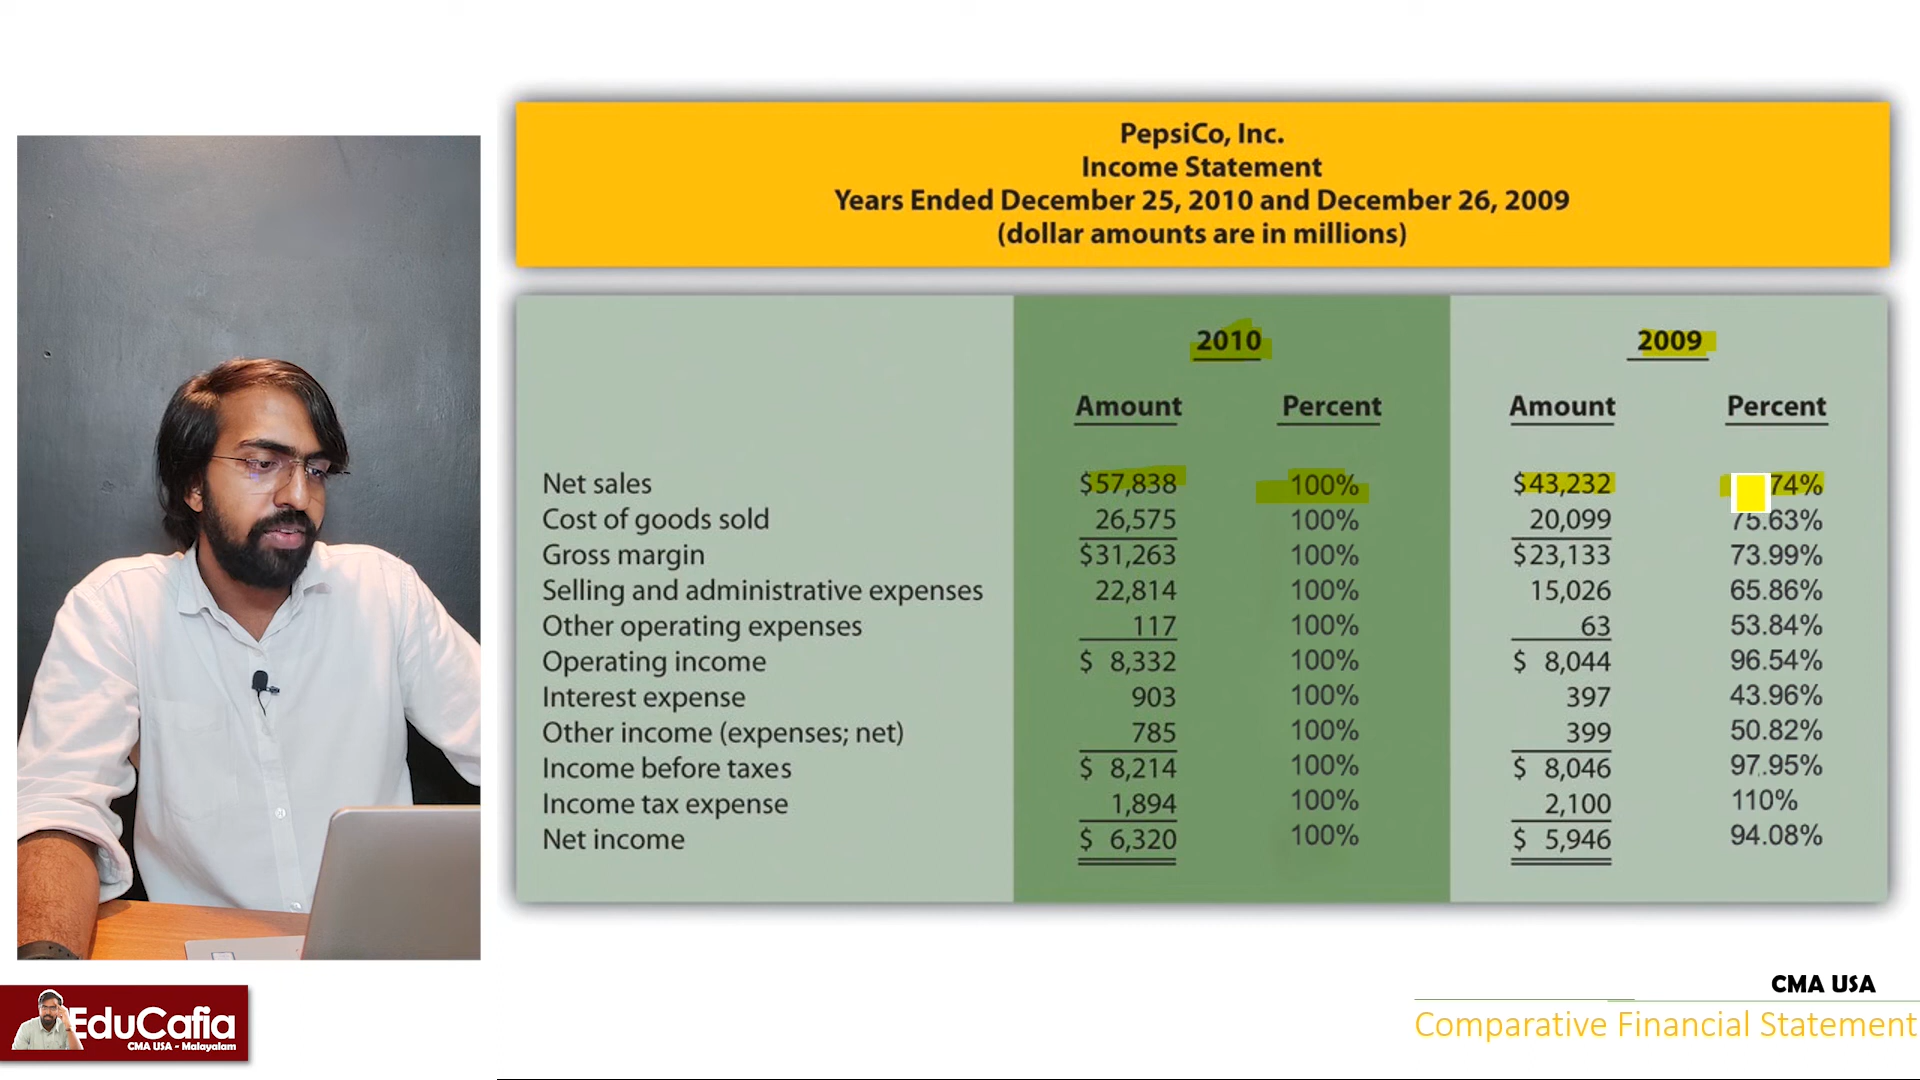 PepsiCo, Inc.
Income Statement
Years Ended December 25, 2010 and December 26, 2009
(dollar amounts are in millions)
2010 2009
Amount Percent Amount Percent
Net sales $57,838 100% $43,232 74%
Cost of goods sold 26,575 100% 20,099 75.63%
Gross margin $31,263 100% $23,133 73.99%
Selling and administrative expenses 22,814 100% 15,026 65.86%
Other operating expenses 117 100% 63 53.84%
Operating income $ 8,332 100% $ 8,044 96.54%
Interest expense 903 100% 397 43.96%
Other income (expenses; net) 785 100% 399 50.82%
Income before taxes $ 8,214 100% $ 8,046 97.95%
Income tax expense 1,894 100% 2,100 110%
Net income $ 6,320 100% $ 5,946 94.08%
EduCafia
CMA USA - Malayalam
CMA USA
Comparative Financial Statement